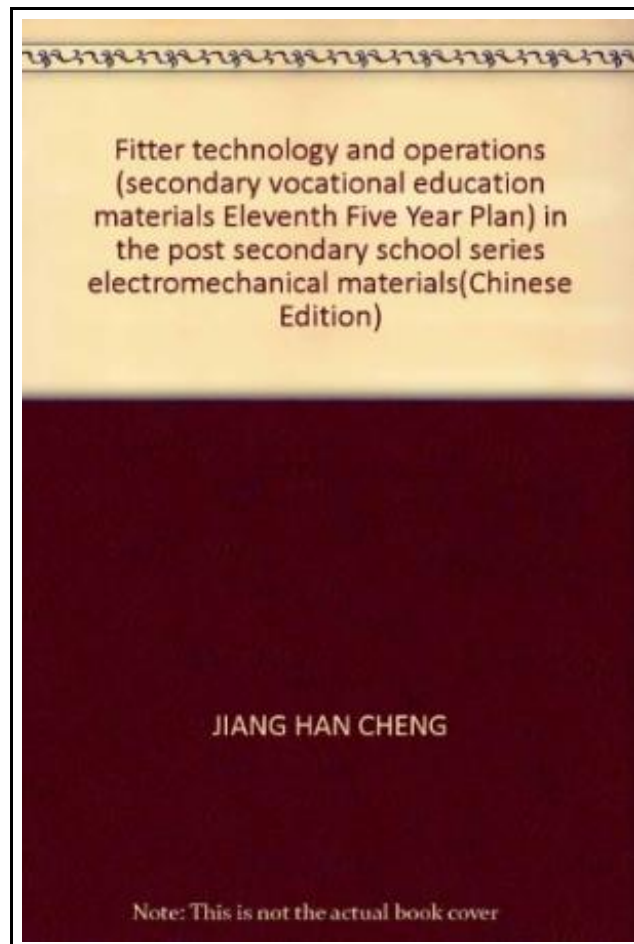 Fitter technology and operations
(secondary vocational education
materials Eleventh Five Year Plan) in
the post secondary school series
electromechanical materials(Chinese
Edition)
JIANG HAN CHENG
Note: This is not the actual book cover